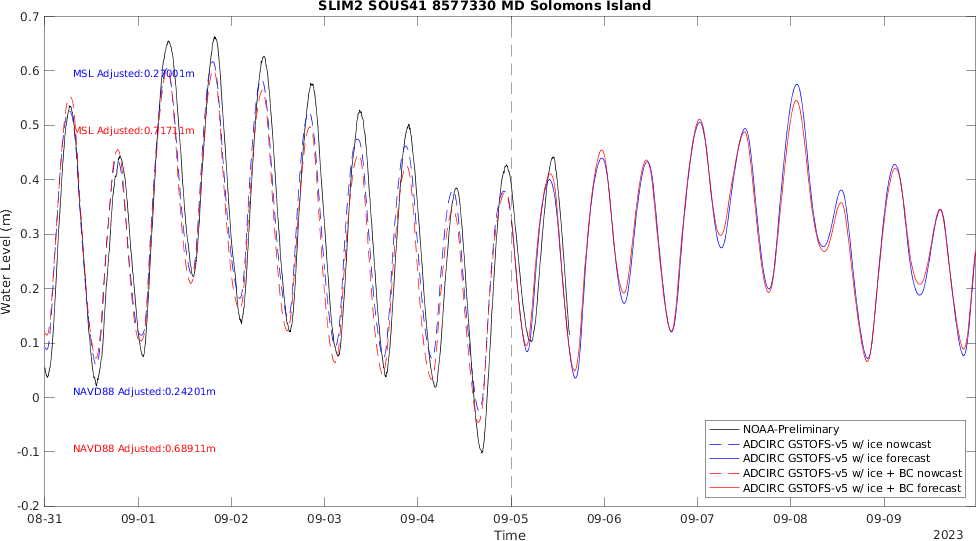 SLIM2 SOUS41 8577330 MD Solomons Island
0.7
0.6
0.5
0.4
0.3
0.2
0.1
0
-0.1
-0.2
Water Level (m)
MSL Adjusted:0.27001m
MSL Adjusted:0.71711m
NAVD88 Adjusted:0.24201m
NAVD88 Adjusted:0.68911m
NOAA-Preliminary
ADCIRC GSTOFS-v5 w/ ice nowcast
ADCIRC GSTOFS-v5 w/ ice forecast
ADCIRC GSTOFS-v5 w/ ice + BC nowcast
ADCIRC GSTOFS-v5 w/ ice + BC forecast
08-31 09-01 09-02 09-03 09-04 09-05 09-06 09-07 09-08 09-09
Time
2023